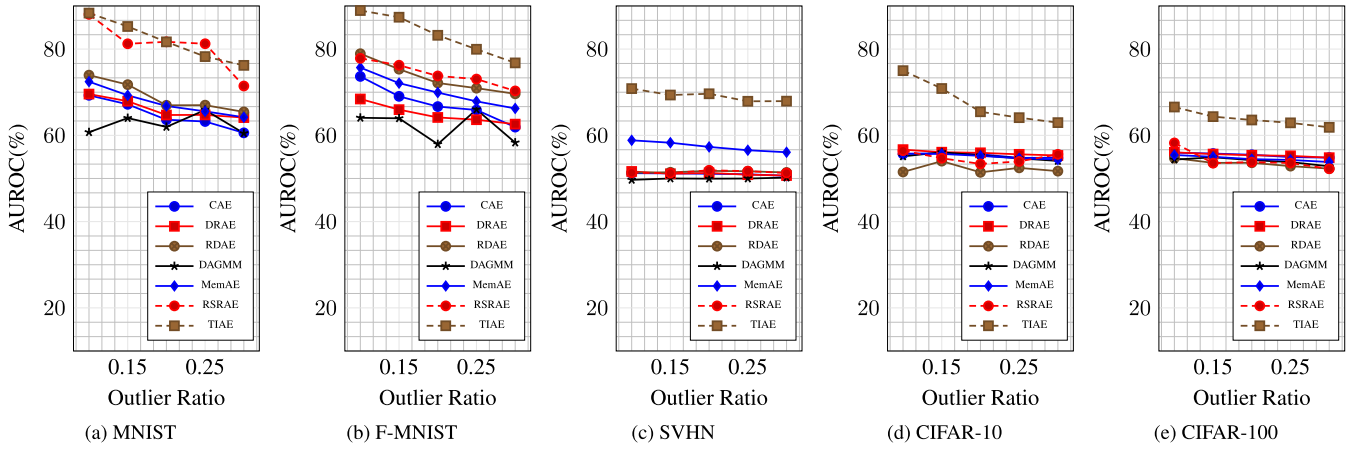 AUROC(%)
80
60
40
20
CAE
DRAE
RDAE
DAGMM
MemAE
RSRAE
TIAE
0.15 0.25
Outlier Ratio
(a) MNIST
AUROC(%)
80
60
40
20
CAE
DRAE
RDAE
DAGMM
MemAE
RSRAE
TIAE
0.15 0.25
Outlier Ratio
(b) F-MNIST
AUROC(%)
80
60
40
20
CAE
DRAE
RDAE
DAGMM
MemAE
RSRAE
TIAE
0.15 0.25
Outlier Ratio
(c) SVHN
AUROC(%)
80
60
40
20
CAE
DRAE
RDAE
DAGMM
MemAE
RSRAE
TIAE
0.15 0.25
Outlier Ratio
(d) CIFAR-10
AUROC(%)
80
60
40
20
CAE
DRAE
RDAE
DAGMM
MemAE
RSRAE
TIAE
0.15 0.25
Outlier Ratio
(e) CIFAR-100